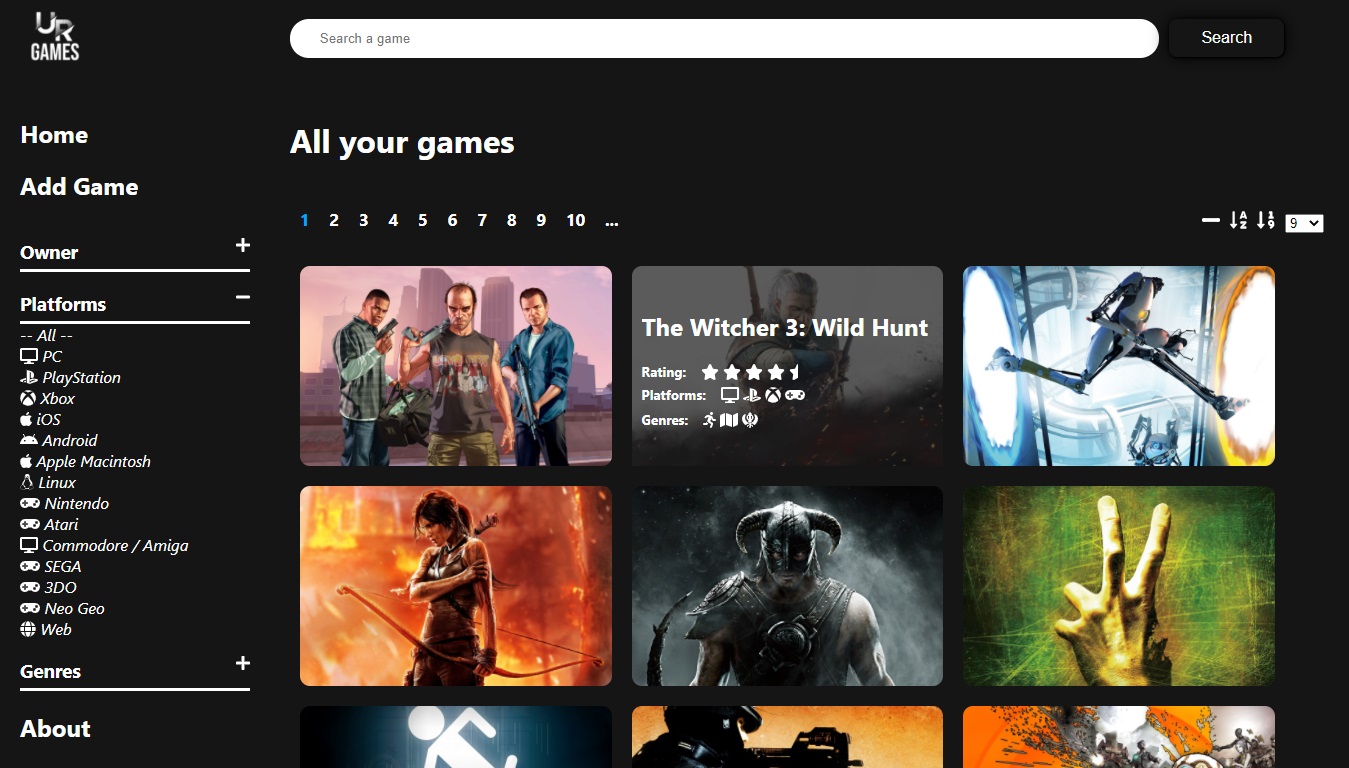 UR
GAMES
Search a game
Search
Home
Add Game
Owner
Platforms
-- All --
PC
PlayStation
Xbox
iOS
Android
Apple Macintosh
Linux
Nintendo
Atari
Commodore / Amiga
SEGA
3DO
Neo Geo
Web
Genres
About
All your games
1 2 3 4 5 6 7 8 9 10 ...
9
The Witcher 3: Wild Hunt
Rating:
Platforms:
Genres: